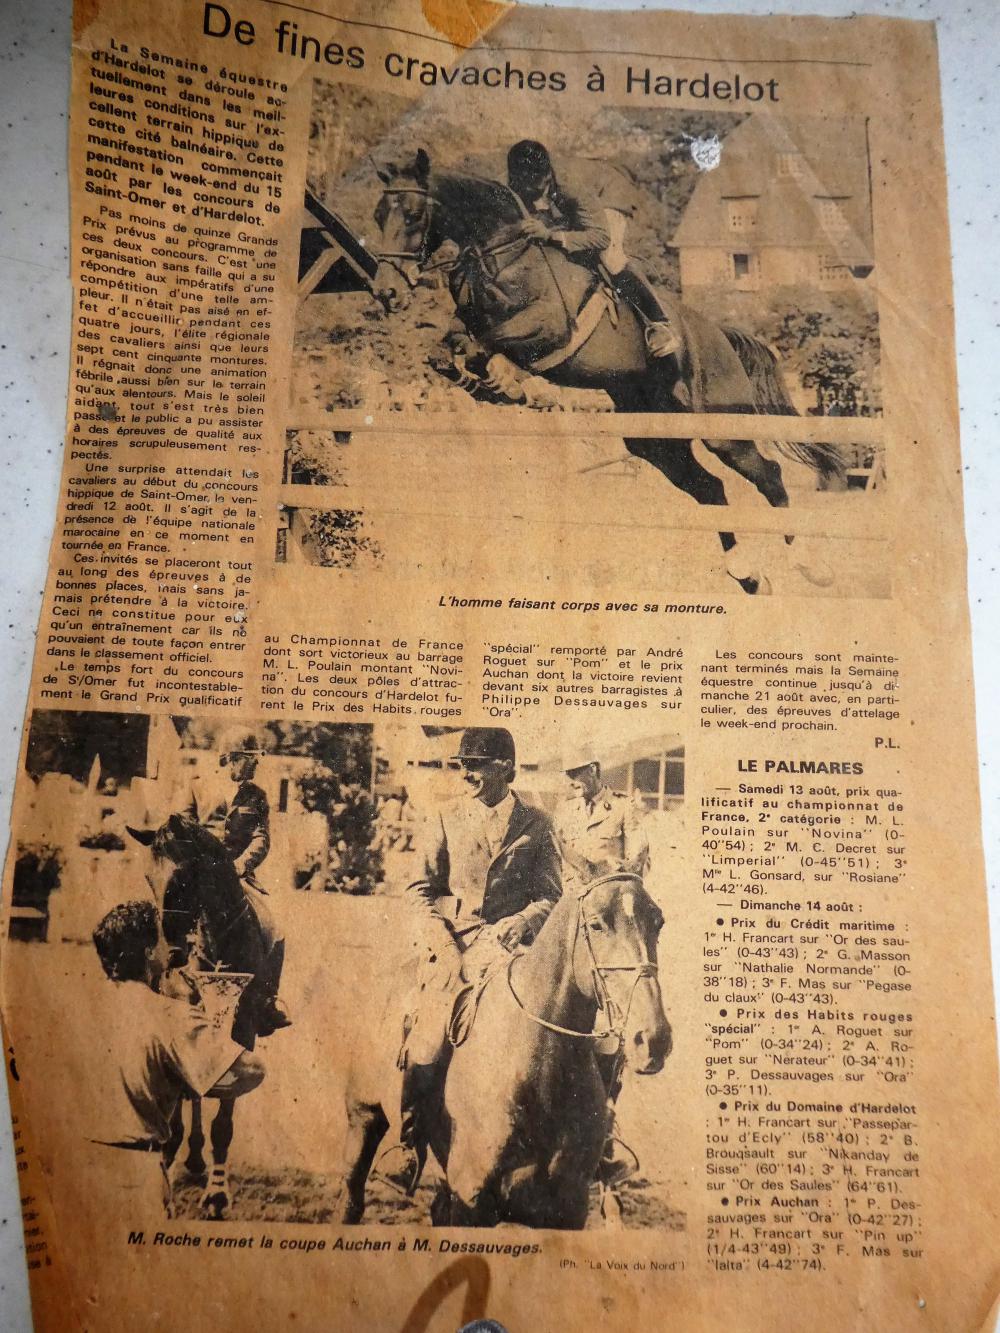 De fines cravaches à Hardelot
La Semaine équestre
d'Hardelot se déroule ac-
tuellement dans les meil-
leures conditions sur l'ex-
cellent terrain hippique de
cette cité balnéaire. Cette
manifestation commençait
pendant le week-end du 15
août par les concours de
Saint-Omer et d'Hardelot.
Pas moins de quinze Grands
Prix prévus au programme de
ces deux concours. C'est une
organisation sans faille qui a su
répondre aux impératifs d'une
compétition d'une telle am-
pleur. Il n'était pas aisé en ef-
fet d'accueillir pendant ces
quatre jours, l'élite régionale
des cavaliers ainsi que leurs
sept cent cinquante montures.
Il régnait donc une animation
fébrile aussi bien sur le terrain
qu'aux alentours. Mais le soleil
aidant, tout s'est très bien
passé et le public a pu assister
à des épreuves de qualité aux
horaires scrupuleusement res-
pectés.
Une surprise attendait les
cavaliers au début du concours
hippique de Saint-Omer, le ven-
dredi 12 août. Il s'agit de la
présence de l'équipe nationale
marocaine en ce moment en
tournée en France.
Ces invités se placeront tout
au long des épreuves à de
bonnes places, mais sans ja-
mais prétendre à la victoire.
Ceci ne constitue pour eux
qu'un entraînement car ils ne
pouvaient de toute façon entrer
dans le classement officiel.
Le temps fort du concours
de St/Omer fut incontestable-
ment le Grand Prix qualificatif
L'homme faisant corps avec sa monture.
au Championnat de France
dont sort victorieux au barrage
M. L. Poulain montant "Novi-
na". Les deux pôles d'attrac-
tion du concours d'Hardelot fu-
rent le Prix des Habits rouges
"spécial" remporté par André
Roguet sur "Pom" et le prix
Auchan dont la victoire revient
devant six autres barragistes à
Philippe Dessauvages sur
"Ora".
Les concours sont mainte-
nant terminés mais la Semaine
équestre continue jusqu'à di-
manche 21 août avec, en parti-
culier, des épreuves d'attelage
le week-end prochain.
P.L.
LE PALMARES
— Samedi 13 août, prix qua-
lificatif au championnat de
France, 2e catégorie : M. L.
Poulain sur "Novina" (0-
40"54) ; 2e M. C. Decret sur
"Limperial" (0-45"51) ; 3e
Mlle L. Gonsard, sur "Rosiane"
(4-42"46).
— Dimanche 14 août :
● Prix du Crédit maritime :
1er H. Francart sur "Or des sau-
les" (0-43"43) ; 2e G. Masson
sur "Nathalie Normande" (0-
38"18) ; 3e F. Mas sur "Pegase
du claux" (0-43"43).
● Prix des Habits rouges
"spécial" : 1er A. Roguet sur
"Pom" (0-34"24) ; 2e A. Ro-
guet sur "Nerateur" (0-34"41) ;
3e P. Dessauvages sur "Ora"
(0-35"11).
● Prix du Domaine d'Hardelot
: 1er H. Francart sur "Passepar-
tou d'Ecly" (58"40) ; 2e B.
Brouqsault sur "Nikanday de
Sisse" (60"14) ; 3e H. Francart
sur "Or des Saules" (64"61).
● Prix Auchan : 1er P. Des-
sauvages sur "Ora" (0-42"27) ;
2e H. Francart sur "Pin up"
(1/4-43"49) ; 3e F. Mas sur
"Ialta" (4-42"74).
M. Roche remet la coupe Auchan à M. Dessauvages.
(Ph. "La Voix du Nord")